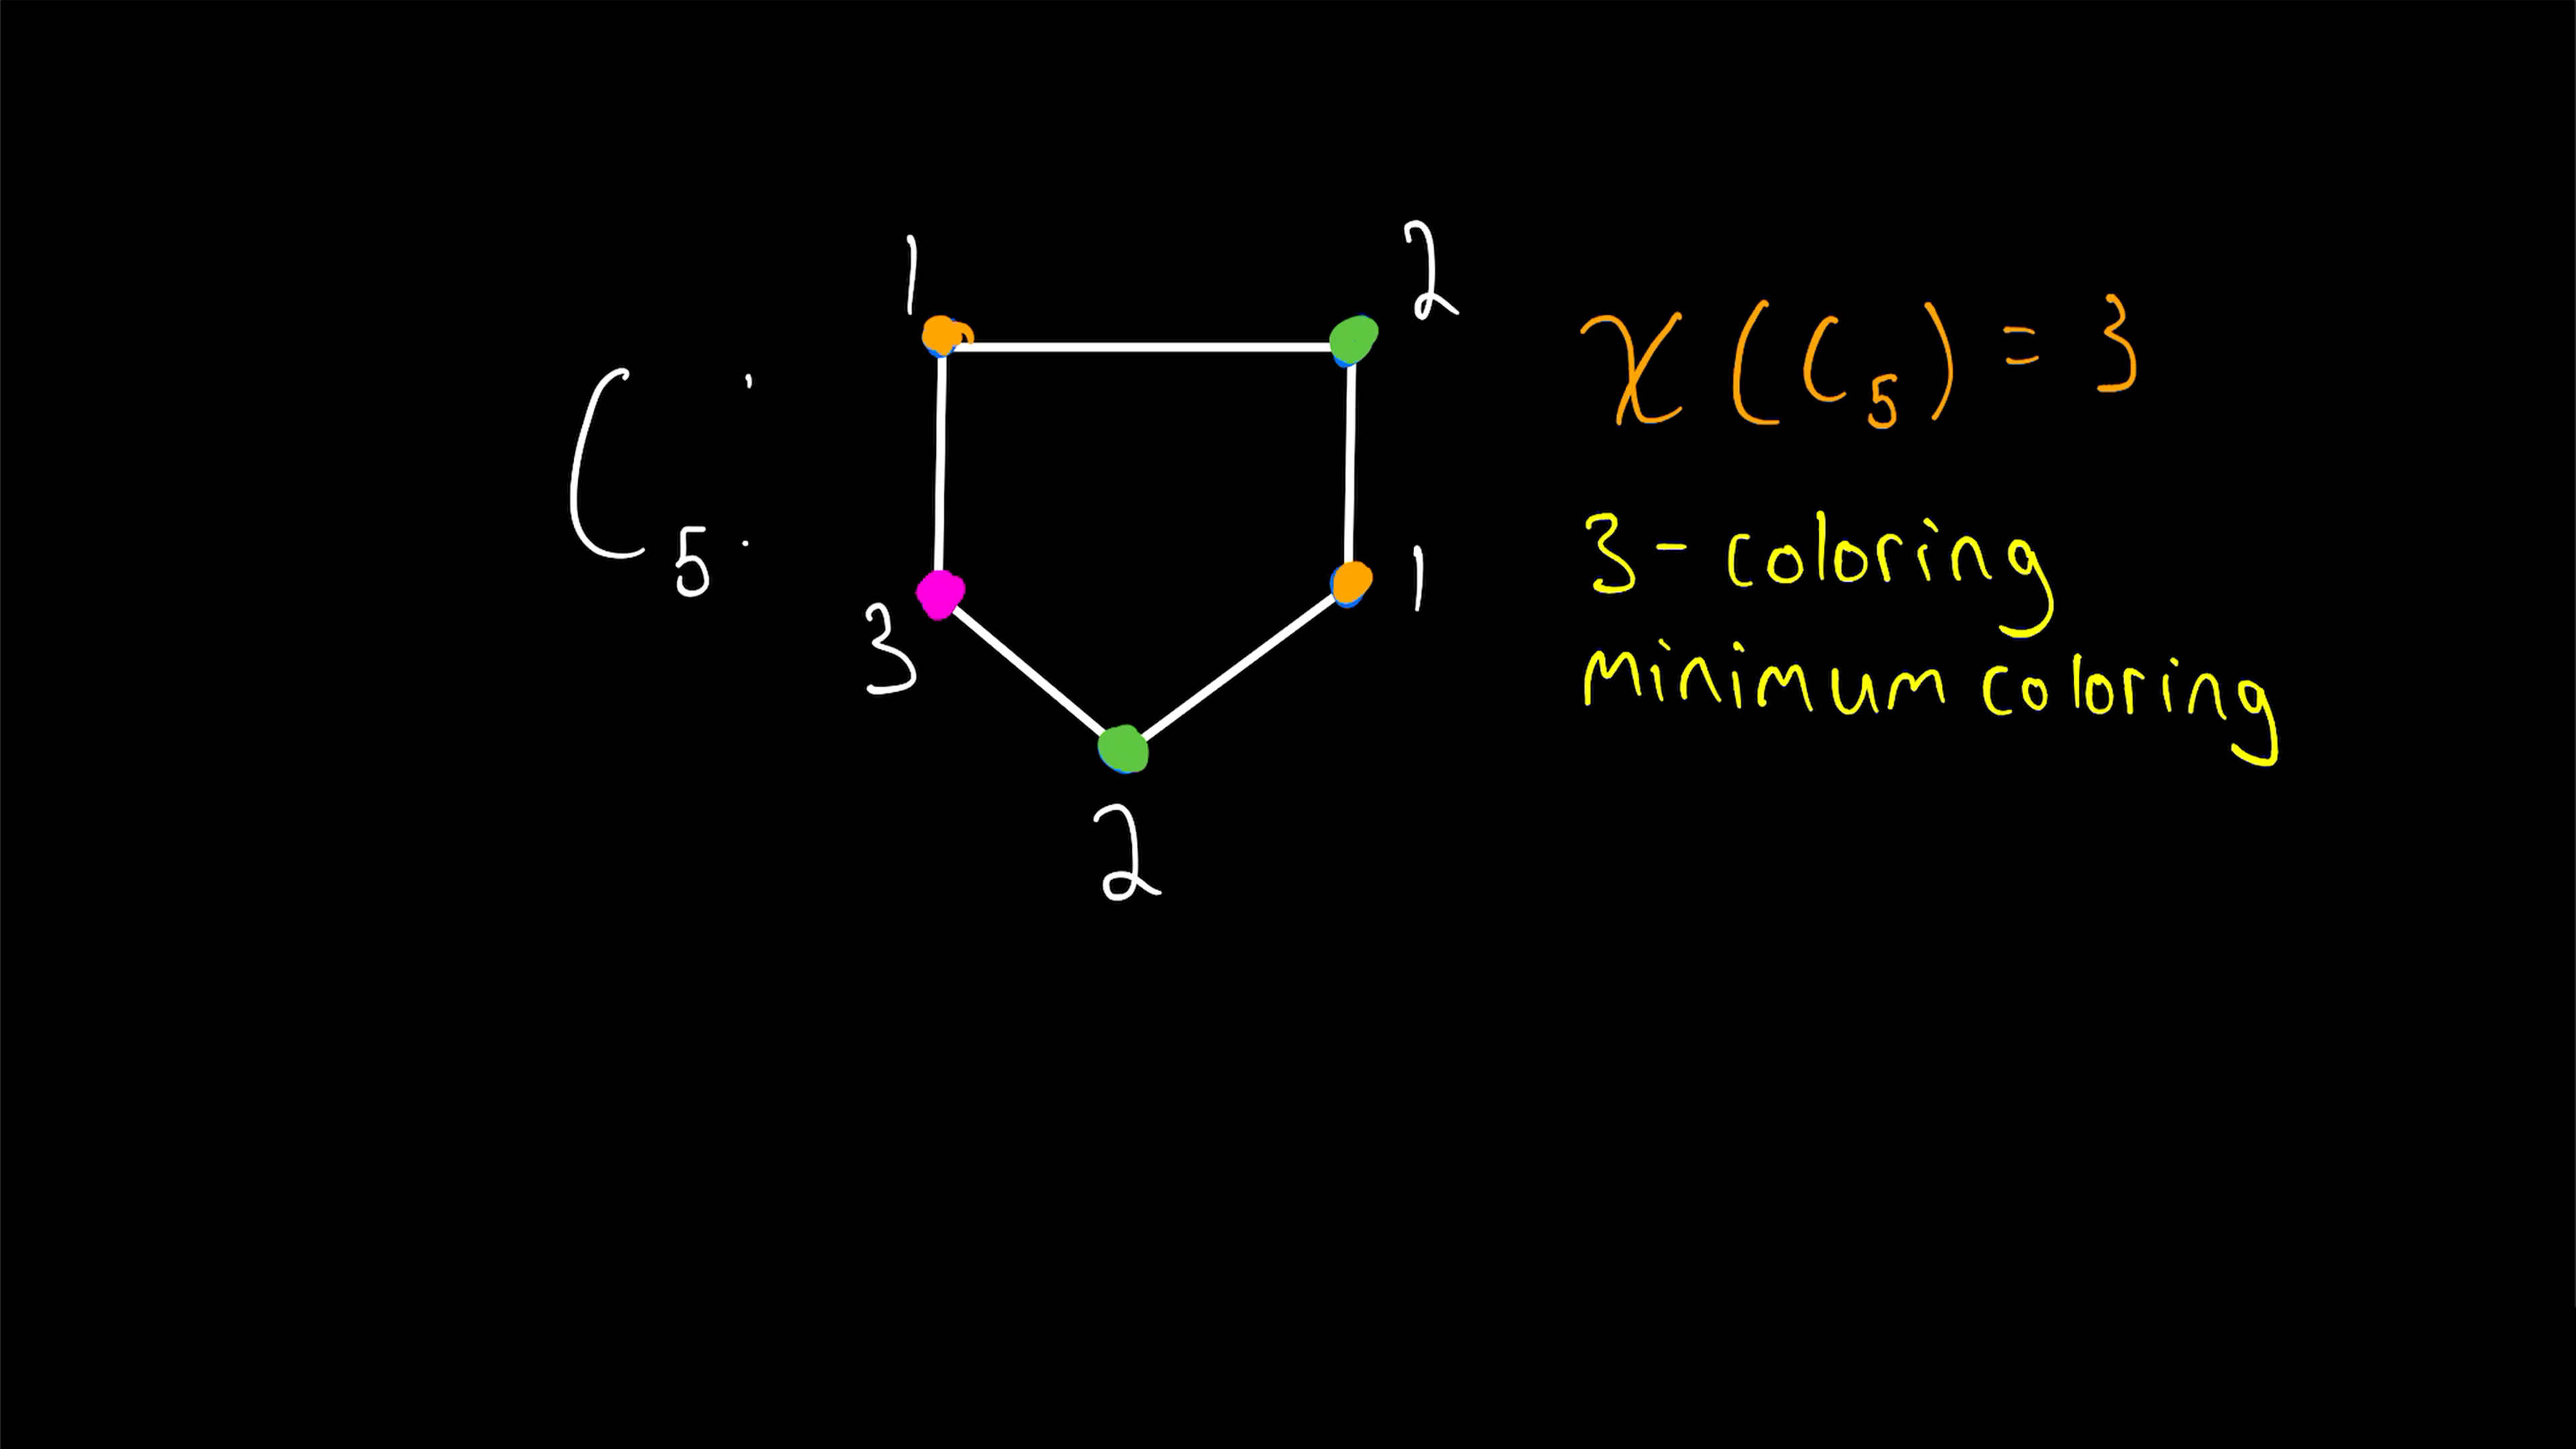 C₅:
1
2
3
1
2
χ(C₅) = 3
3-coloring
minimum coloring